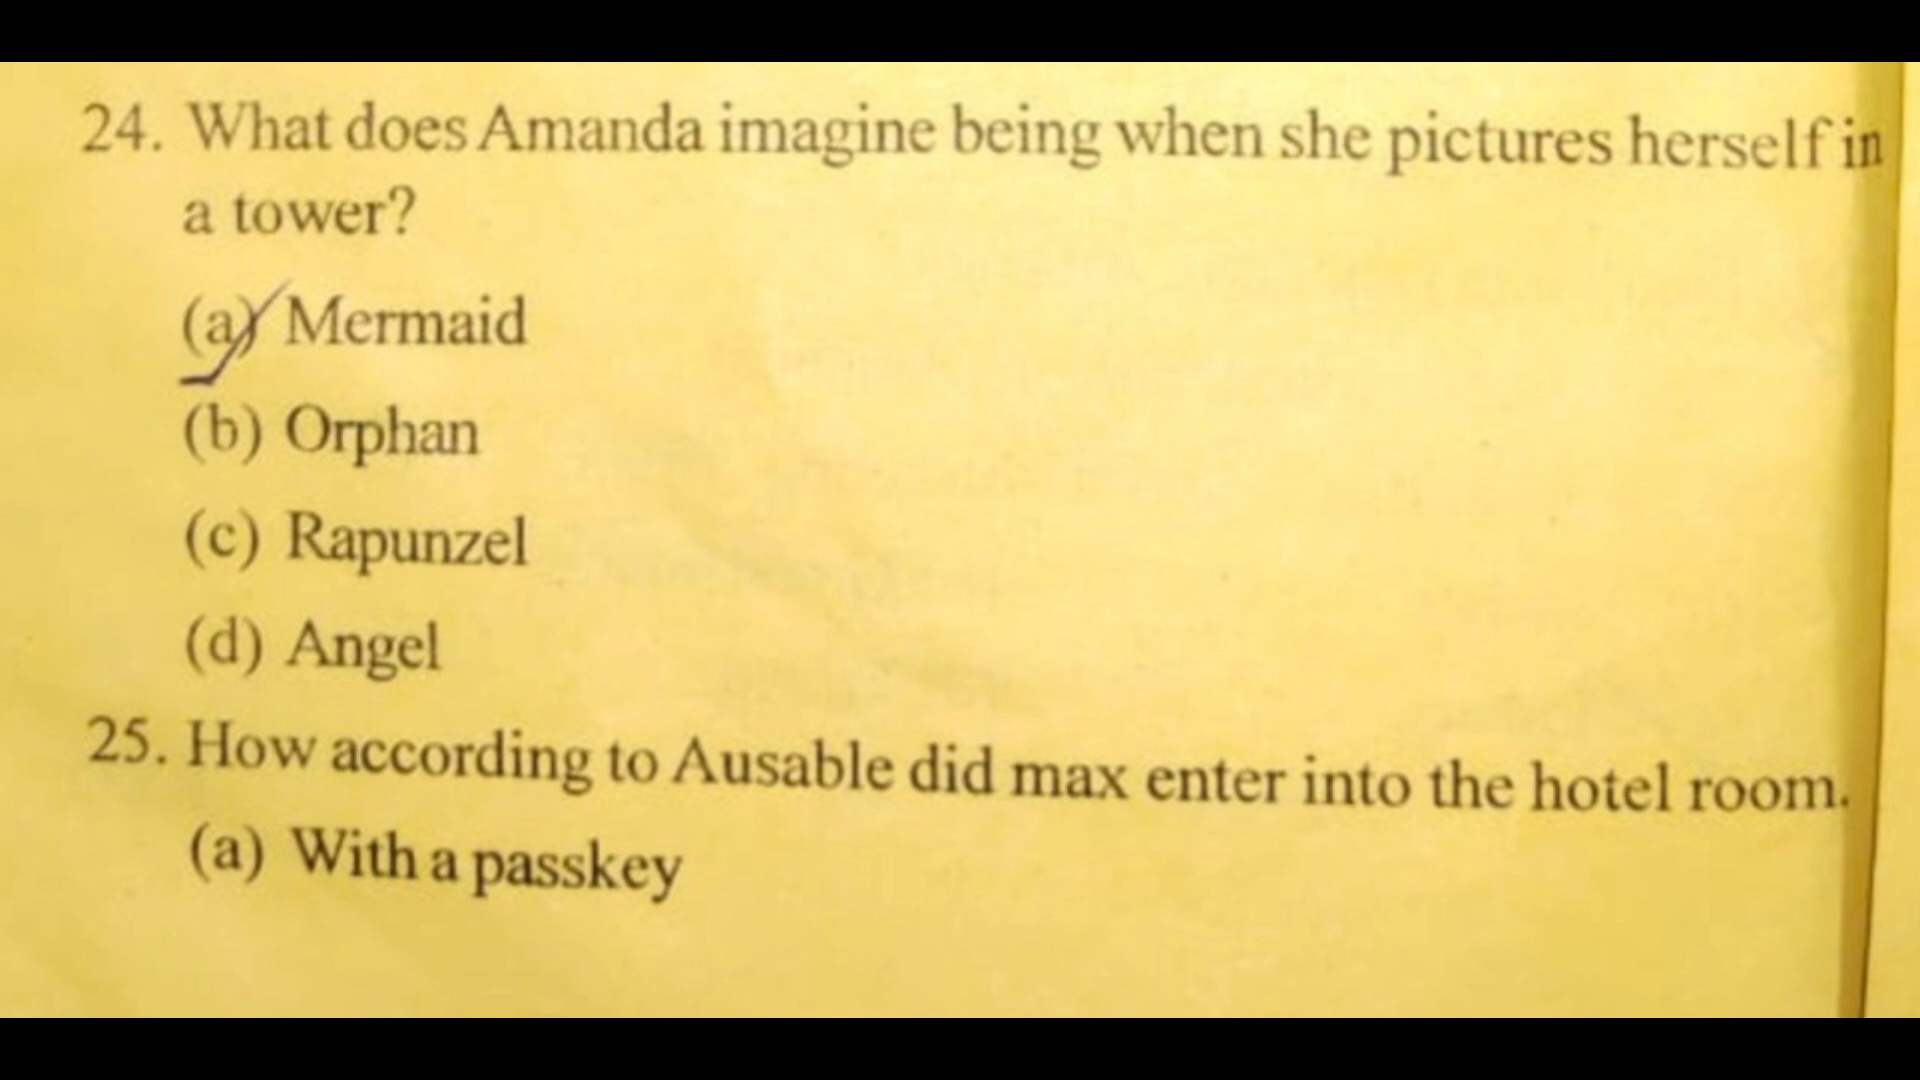 24. What does Amanda imagine being when she pictures herself in
a tower?
(a) Mermaid
(b) Orphan
(c) Rapunzel
(d) Angel
25. How according to Ausable did max enter into the hotel room.
(a) With a passkey